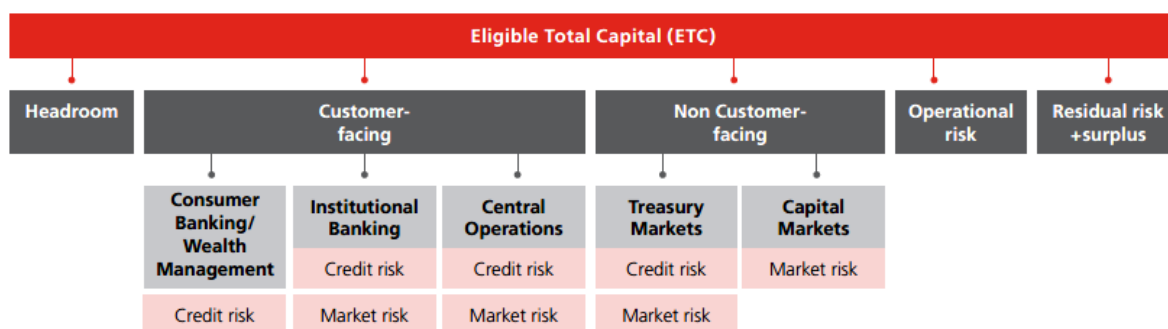 Eligible Total Capital (ETC)
Headroom
Customer-
facing
Non Customer-
facing
Operational
risk
Residual risk
+surplus
Consumer
Banking/
Wealth
Management
Credit risk
Institutional
Banking
Credit risk
Market risk
Central
Operations
Credit risk
Market risk
Treasury
Markets
Credit risk
Market risk
Capital
Markets
Market risk